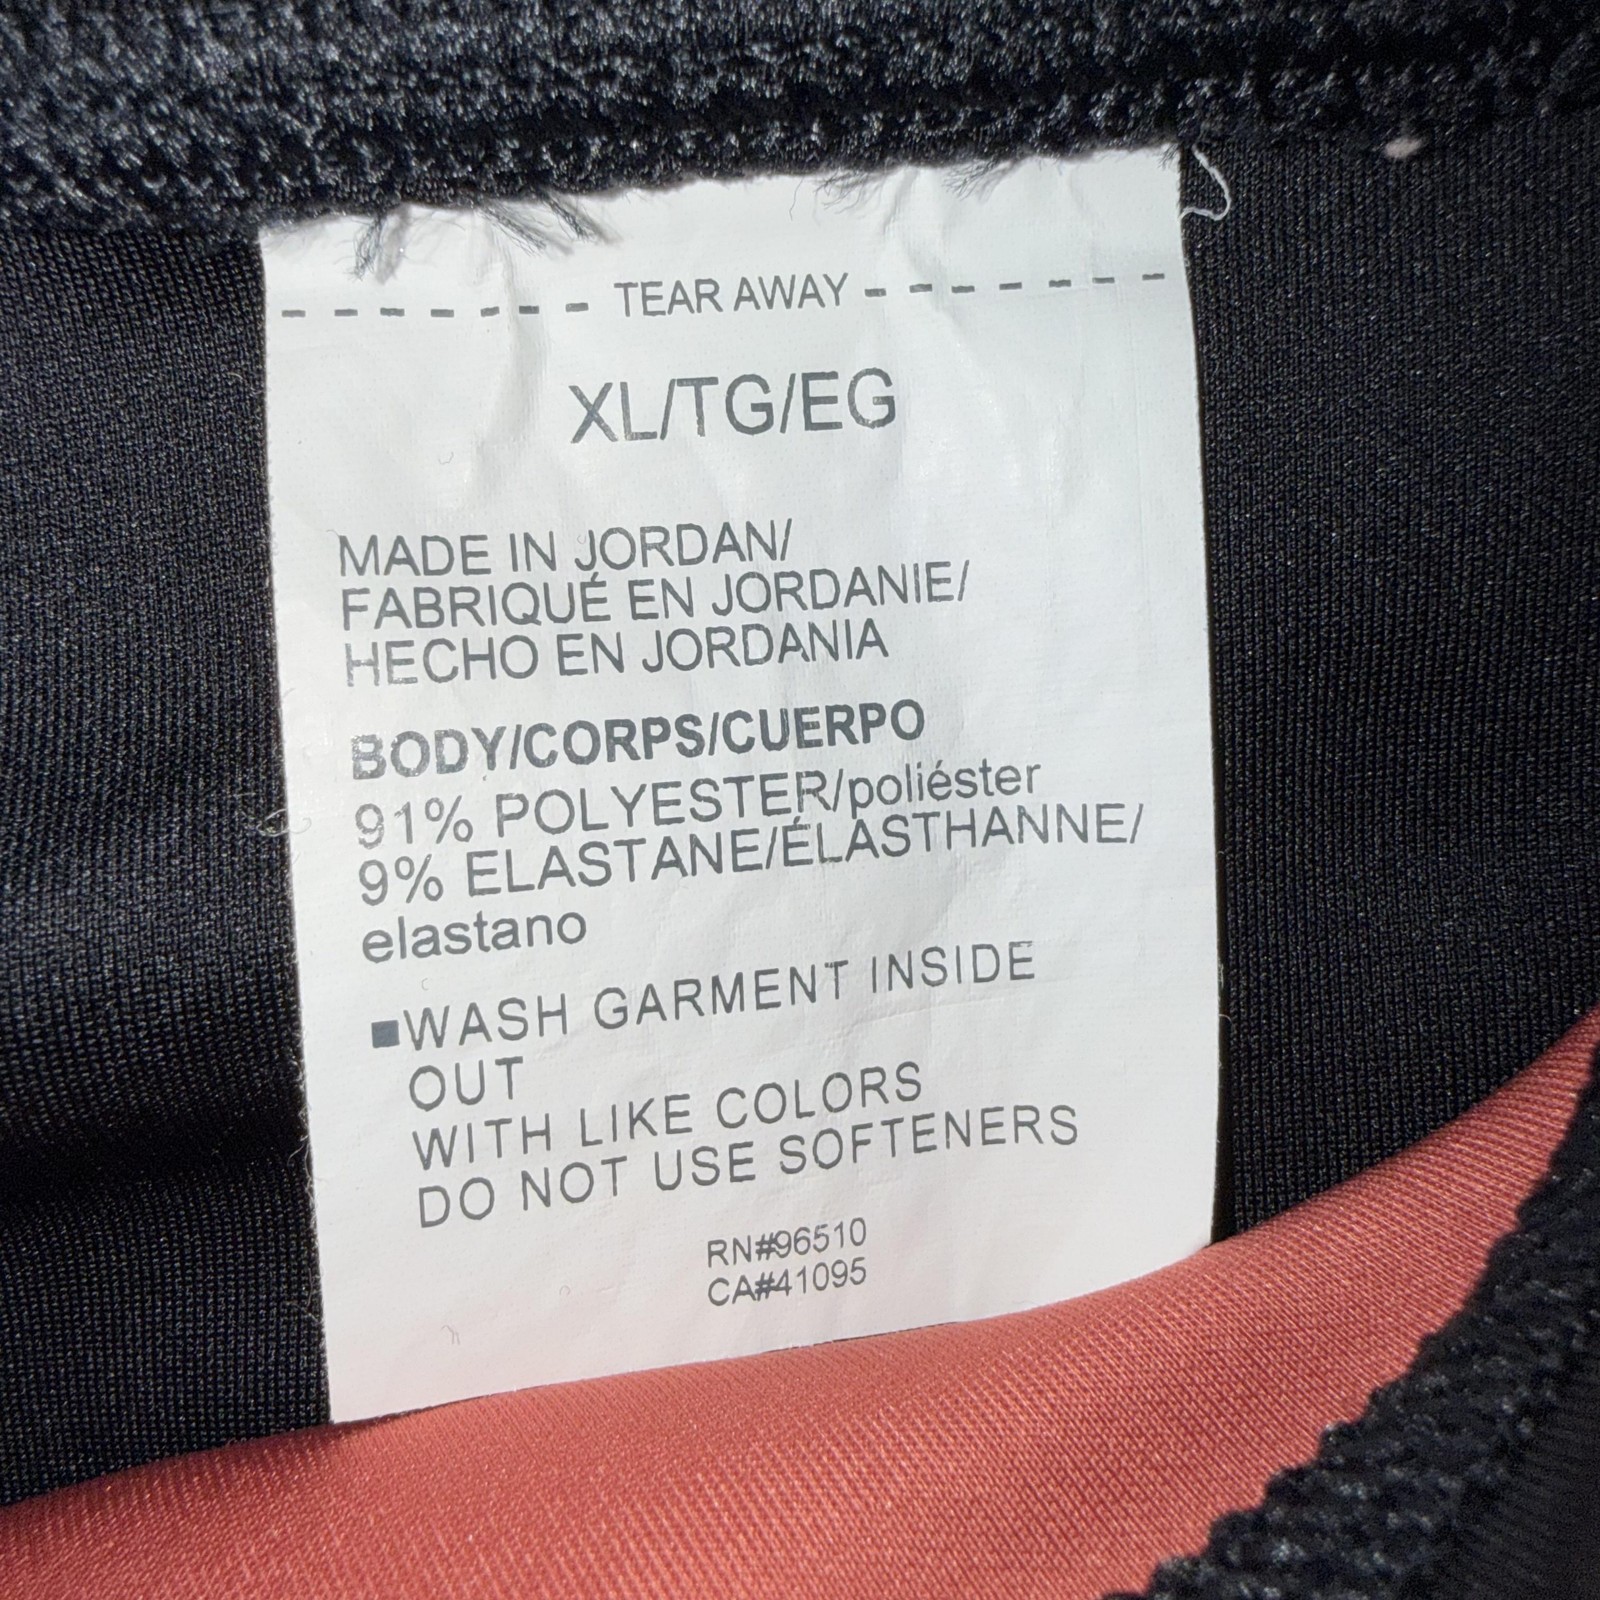 TEAR AWAY
XL/TG/EG
MADE IN JORDAN/
FABRIQUÉ EN JORDANIE/
HECHO EN JORDANIA
BODY/CORPS/CUERPO
91% POLYESTER/poliéster
9% ELASTANE/ÉLASTHANNE/
elastano
■WASH GARMENT INSIDE
OUT
WITH LIKE COLORS
DO NOT USE SOFTENERS
RN#96510
CA#41095